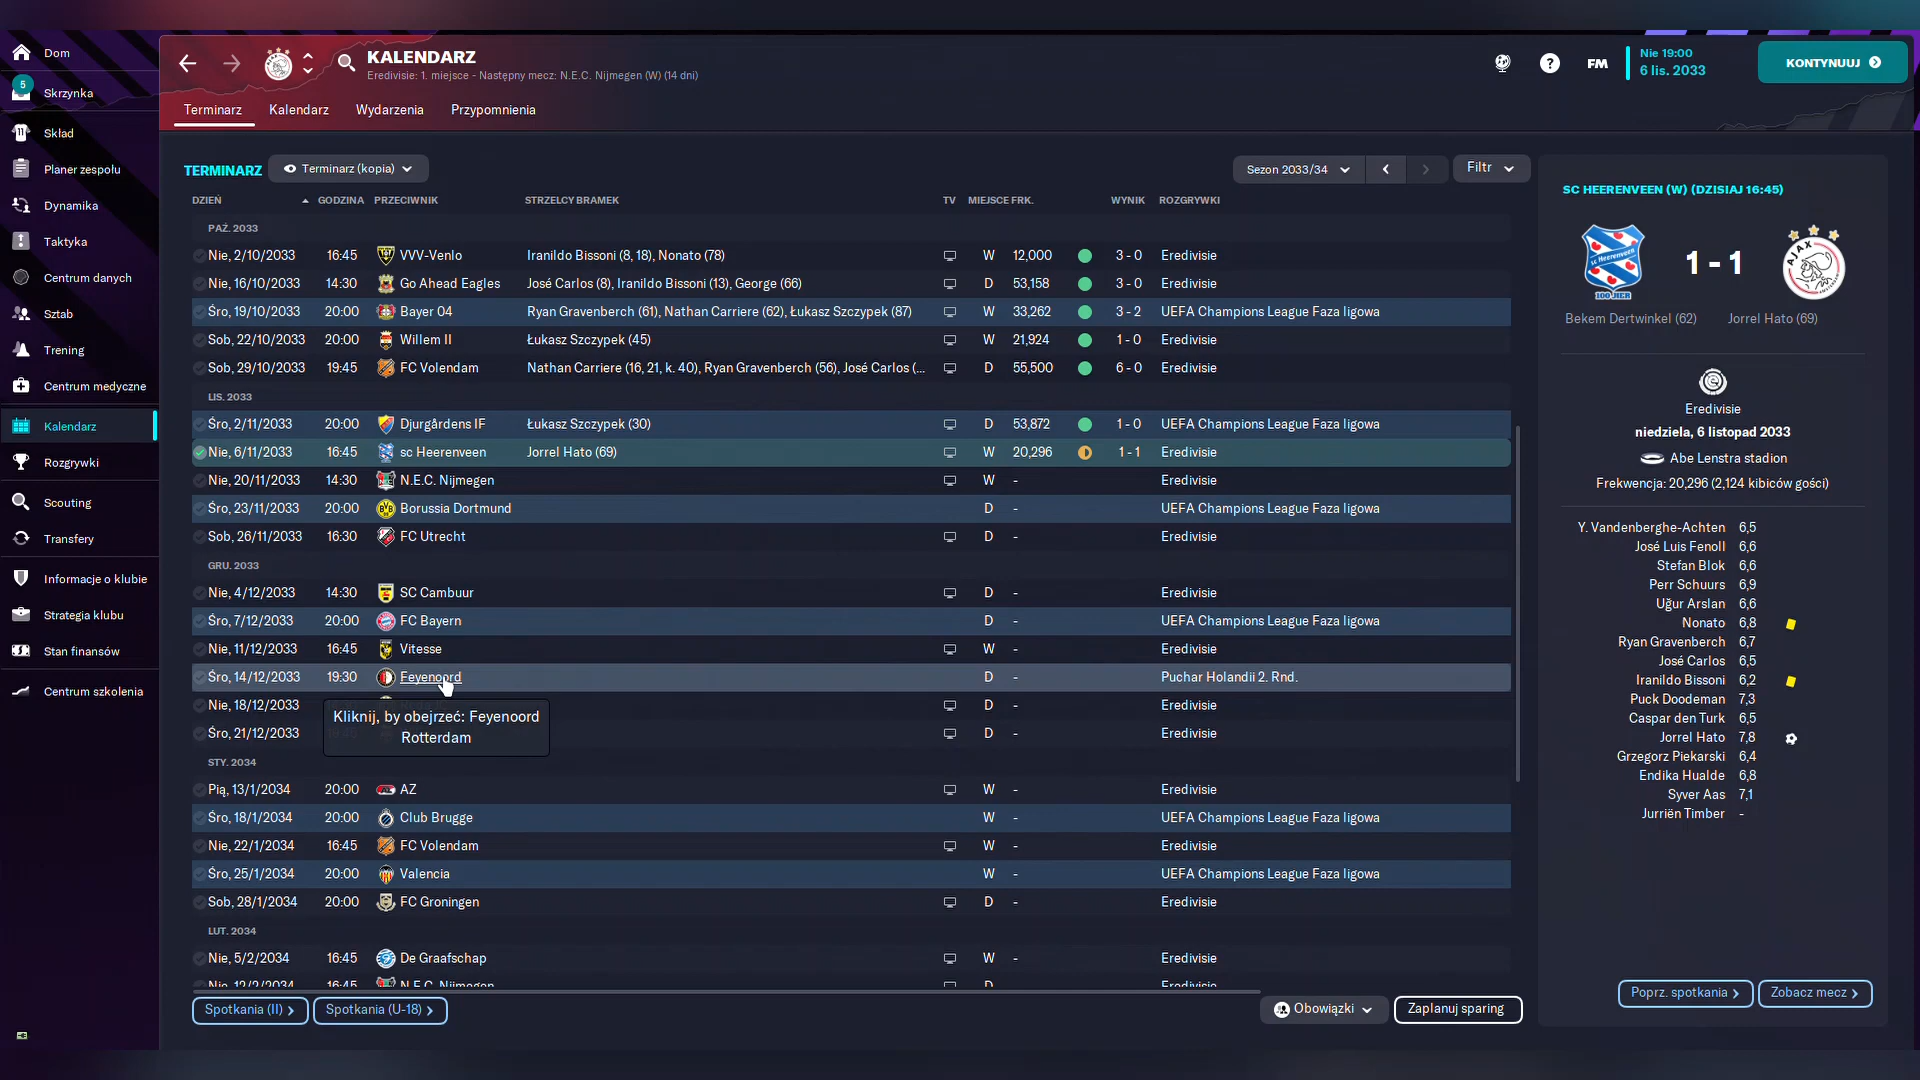 Dom
5
Skrzynka
Skład
Planer zespołu
Dynamika
Taktyka
Centrum danych
Sztab
Trening
Centrum medyczne
Kalendarz
Rozgrywki
Scouting
Transfery
Informacje o klubie
Strategia klubu
Stan finansów
Centrum szkolenia
KALENDARZ
Eredivisie: 1. miejsce - Następny mecz: N.E.C. Nijmegen (W) (14 dni)
FM
Nie 19:00
6 lis. 2033
KONTYNUUJ
Terminarz Kalendarz Wydarzenia Przypomnienia
TERMINARZ Terminarz (kopia) Sezon 2033/34 Filtr
DZIEŃ GODZINA PRZECIWNIK STRZELCY BRAMEK TV MIEJSCE FRK. WYNIK ROZGRYWKI
PAŹ. 2033
Nie, 2/10/2033 16:45 VVV-Venlo Iranildo Bissoni (8, 18), Nonato (78) W 12,000 3 - 0 Eredivisie
Nie, 16/10/2033 14:30 Go Ahead Eagles José Carlos (8), Iranildo Bissoni (13), George (66) D 53,158 3 - 0 Eredivisie
Śro, 19/10/2033 20:00 Bayer 04 Ryan Gravenberch (61), Nathan Carriere (62), Łukasz Szczypek (87) W 33,262 3 - 2 UEFA Champions League Faza ligowa
Sob, 22/10/2033 20:00 Willem II Łukasz Szczypek (45) W 21,924 1 - 0 Eredivisie
Sob, 29/10/2033 19:45 FC Volendam Nathan Carriere (16, 21, k. 40), Ryan Gravenberch (56), José Carlos (... D 55,500 6 - 0 Eredivisie
LIS. 2033
Śro, 2/11/2033 20:00 Djurgårdens IF Łukasz Szczypek (30) D 53,872 1 - 0 UEFA Champions League Faza ligowa
Nie, 6/11/2033 16:45 sc Heerenveen Jorrel Hato (69) W 20,296 1 - 1 Eredivisie
Nie, 20/11/2033 14:30 N.E.C. Nijmegen W - Eredivisie
Śro, 23/11/2033 20:00 Borussia Dortmund D - UEFA Champions League Faza ligowa
Sob, 26/11/2033 16:30 FC Utrecht D - Eredivisie
GRU. 2033
Nie, 4/12/2033 14:30 SC Cambuur D - Eredivisie
Śro, 7/12/2033 20:00 FC Bayern D - UEFA Champions League Faza ligowa
Nie, 11/12/2033 16:45 Vitesse W - Eredivisie
Śro, 14/12/2033 19:30 Feyenoord D - Puchar Holandii 2. Rnd.
Nie, 18/12/2033 D - Eredivisie
Śro, 21/12/2033 D - Eredivisie
Kliknij, by obejrzeć: Feyenoord
Rotterdam
STY. 2034
Pią, 13/1/2034 20:00 AZ W - Eredivisie
Śro, 18/1/2034 20:00 Club Brugge W - UEFA Champions League Faza ligowa
Nie, 22/1/2034 16:45 FC Volendam W - Eredivisie
Śro, 25/1/2034 20:00 Valencia W - UEFA Champions League Faza ligowa
Sob, 28/1/2034 20:00 FC Groningen D - Eredivisie
LUT. 2034
Nie, 5/2/2034 16:45 De Graafschap W - Eredivisie
Nie, 12/2/2034 16:45 N.E.C. Nijmegen D - Eredivisie
Spotkania (II) Spotkania (U-18) Obowiązki Zaplanuj sparing
SC HEERENVEEN (W) (DZISIAJ 16:45)
sc Heerenveen
100 JIER
1 - 1
AJAX
Bekem Dertwinkel (62) Jorrel Hato (69)
Eredivisie
niedziela, 6 listopad 2033
Abe Lenstra stadion
Frekwencja: 20,296 (2,124 kibiców gości)
Y. Vandenberghe-Achten 6,5
José Luis Fenoll 6,6
Stefan Blok 6,6
Perr Schuurs 6,9
Uğur Arslan 6,6
Nonato 6,8
Ryan Gravenberch 6,7
José Carlos 6,5
Iranildo Bissoni 6,2
Puck Doodeman 7,3
Caspar den Turk 6,5
Jorrel Hato 7,8
Grzegorz Piekarski 6,4
Endika Hualde 6,8
Syver Aas 7,1
Jurriën Timber -
Poprz. spotkania Zobacz mecz